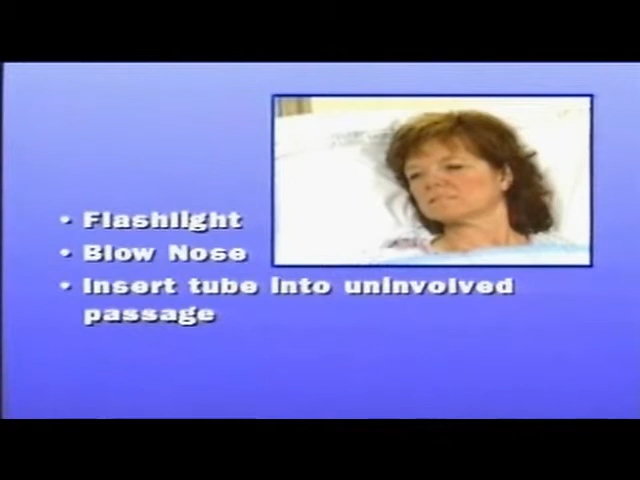 • Flashlight
• Blow Nose
• Insert tube into uninvolved
passage